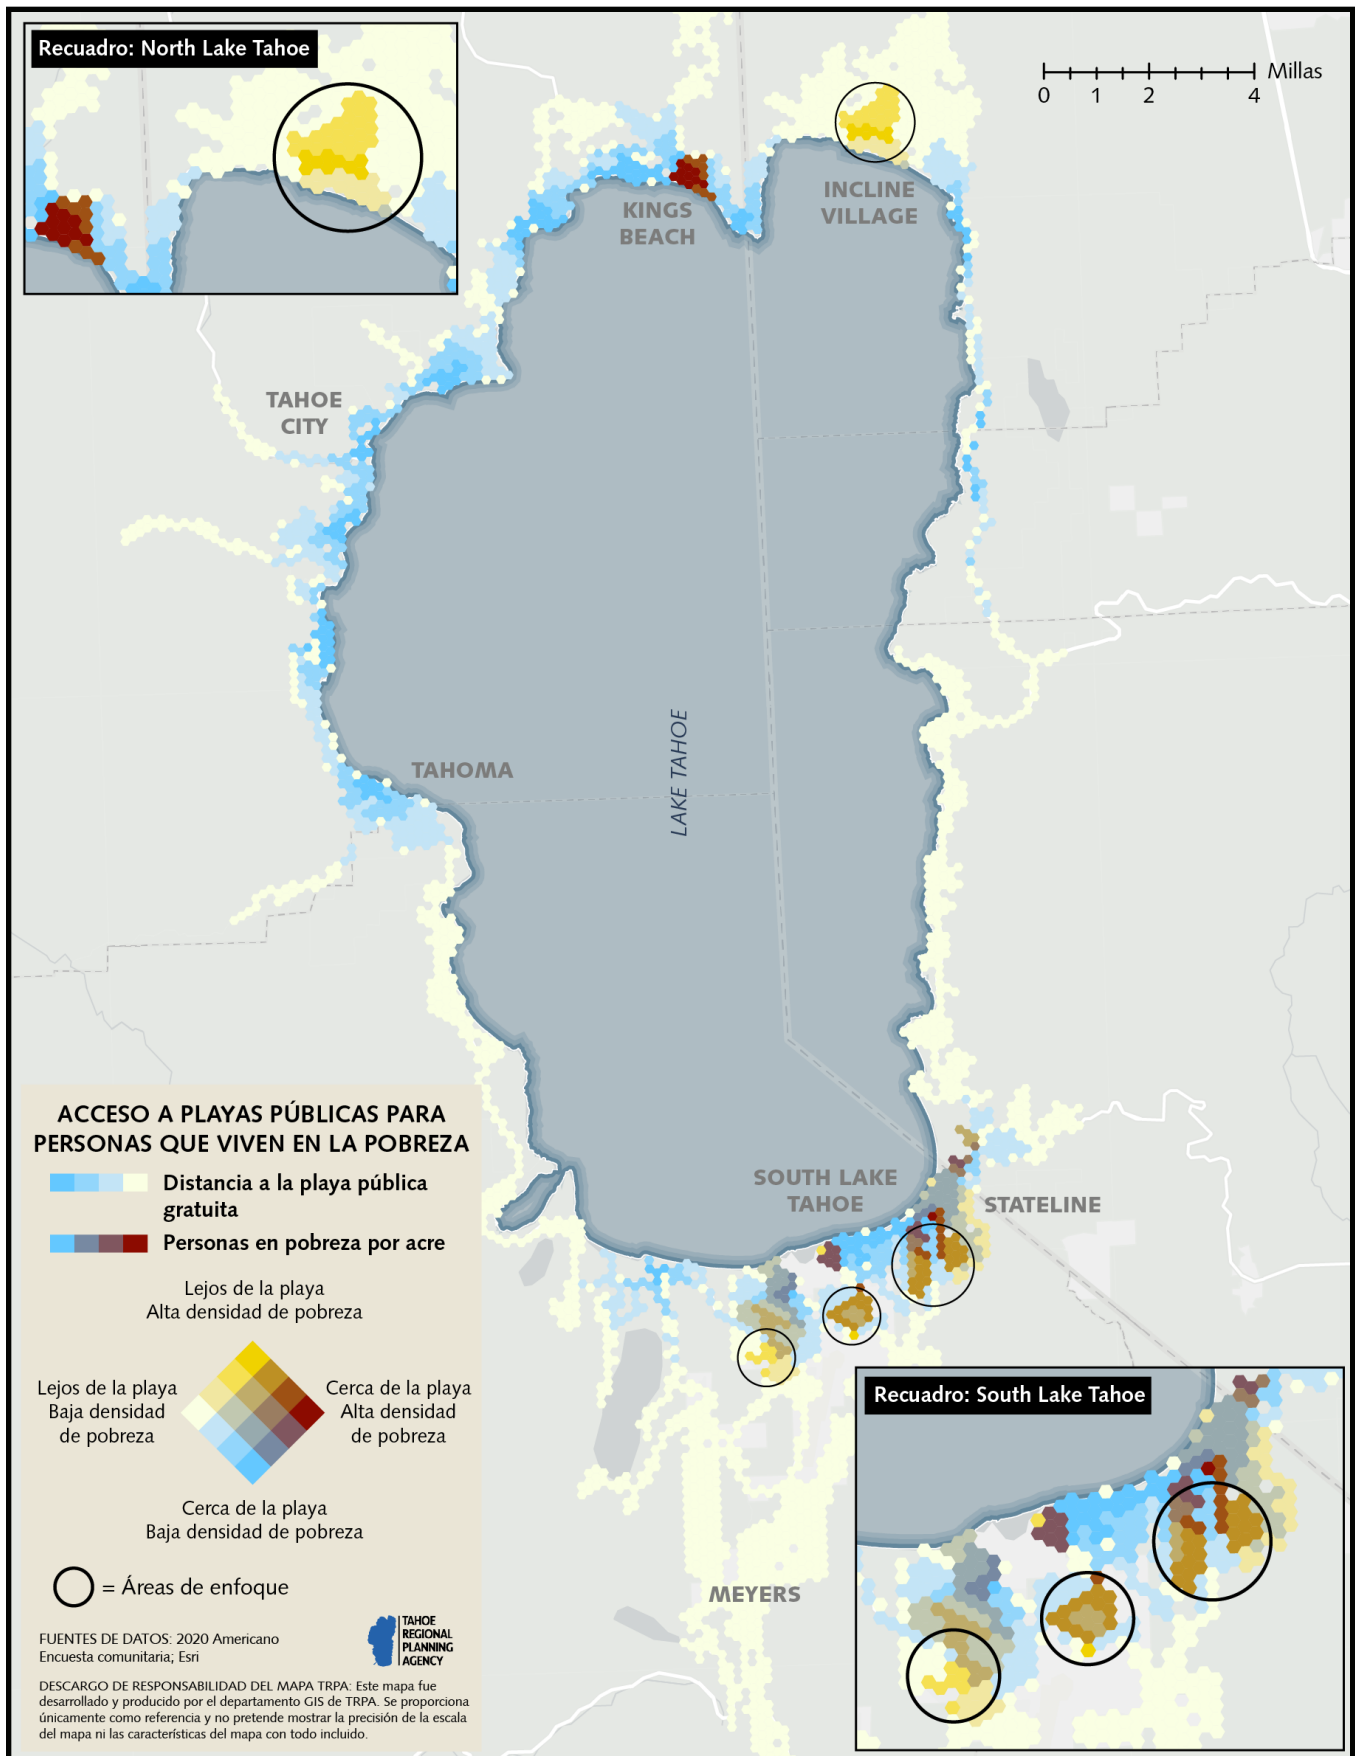 Recuadro: North Lake Tahoe
Millas
0 1 2 4
INCLINE
VILLAGE
KINGS
BEACH
TAHOE
CITY
TAHOMA
LAKE TAHOE
SOUTH LAKE
TAHOE
STATELINE
MEYERS
ACCESO A PLAYAS PÚBLICAS PARA
PERSONAS QUE VIVEN EN LA POBREZA
Distancia a la playa pública
gratuita
Personas en pobreza por acre
Lejos de la playa
Alta densidad de pobreza
Lejos de la playa
Baja densidad
de pobreza
Cerca de la playa
Alta densidad
de pobreza
Cerca de la playa
Baja densidad de pobreza
= Áreas de enfoque
FUENTES DE DATOS: 2020 Americano
Encuesta comunitaria; Esri
TAHOE
REGIONAL
PLANNING
AGENCY
DESCARGO DE RESPONSABILIDAD DEL MAPA TRPA: Este mapa fue
desarrollado y producido por el departamento GIS de TRPA. Se proporciona
únicamente como referencia y no pretende mostrar la precisión de la escala
del mapa ni las características del mapa con todo incluido.
Recuadro: South Lake Tahoe